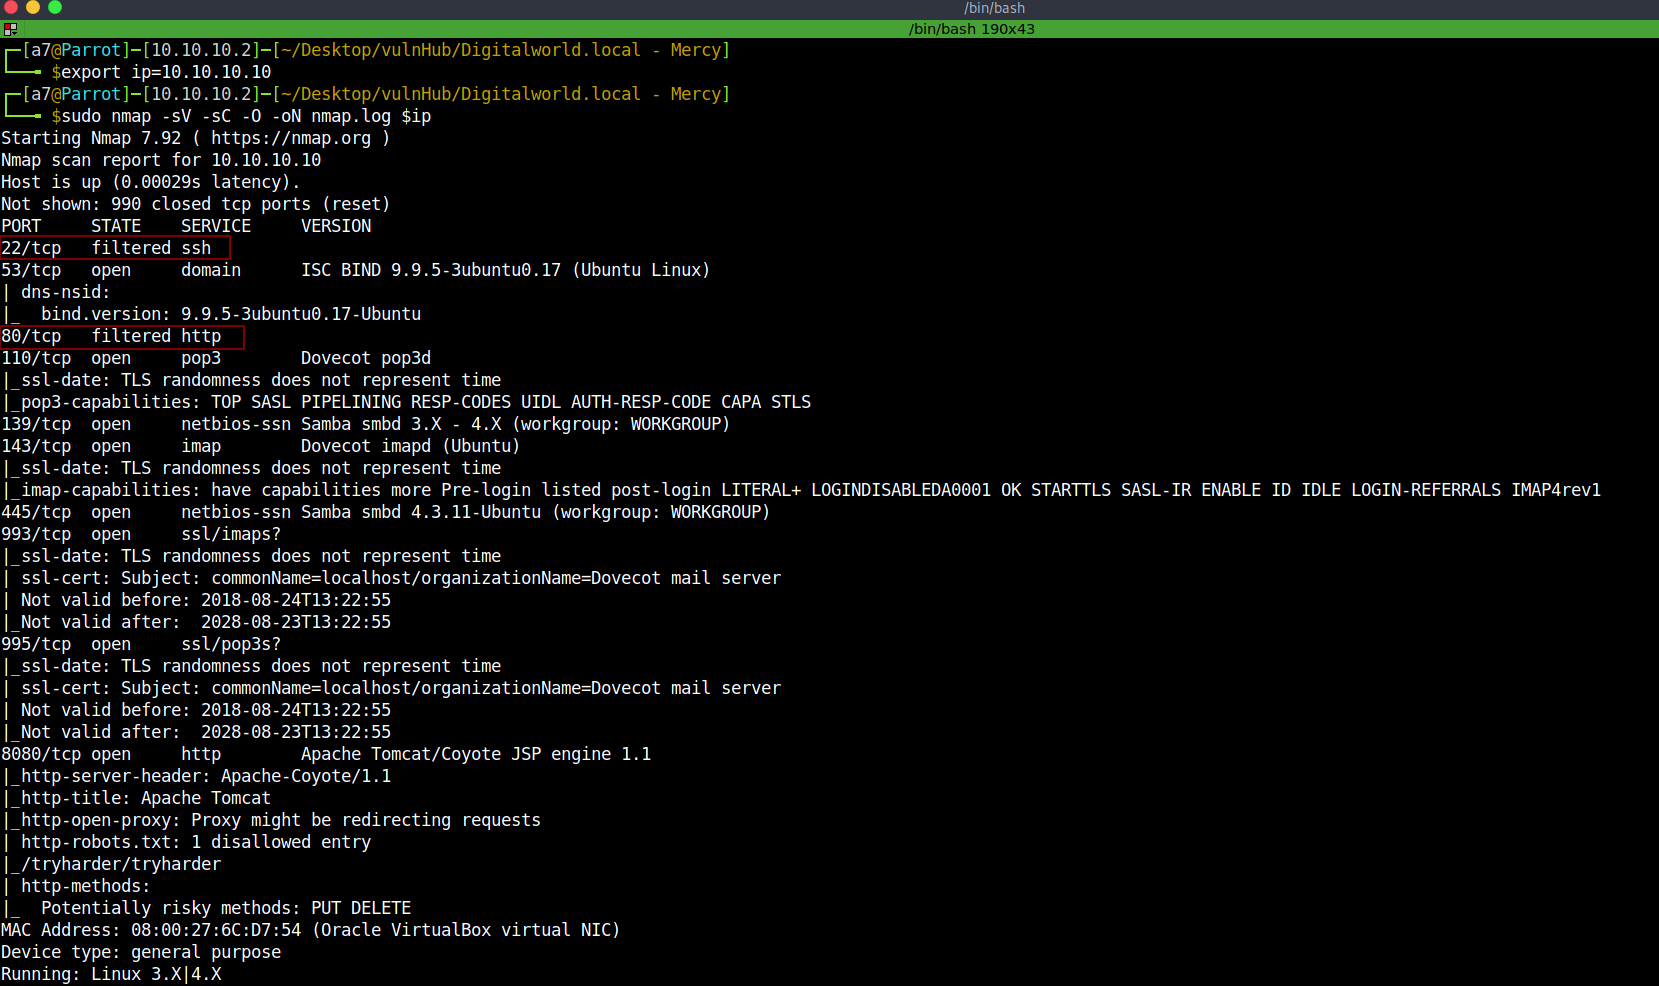 /bin/bash
/bin/bash 190x43
[a7@Parrot]─[10.10.10.2]─[~/Desktop/vulnHub/Digitalworld.local - Mercy]
$export ip=10.10.10.10
[a7@Parrot]─[10.10.10.2]─[~/Desktop/vulnHub/Digitalworld.local - Mercy]
$sudo nmap -sV -sC -O -oN nmap.log $ip
Starting Nmap 7.92 ( https://nmap.org )
Nmap scan report for 10.10.10.10
Host is up (0.00029s latency).
Not shown: 990 closed tcp ports (reset)
PORT     STATE    SERVICE     VERSION
22/tcp   filtered ssh
53/tcp   open     domain      ISC BIND 9.9.5-3ubuntu0.17 (Ubuntu Linux)
| dns-nsid:
|_  bind.version: 9.9.5-3ubuntu0.17-Ubuntu
80/tcp   filtered http
110/tcp  open     pop3        Dovecot pop3d
|_ssl-date: TLS randomness does not represent time
|_pop3-capabilities: TOP SASL PIPELINING RESP-CODES UIDL AUTH-RESP-CODE CAPA STLS
139/tcp  open     netbios-ssn Samba smbd 3.X - 4.X (workgroup: WORKGROUP)
143/tcp  open     imap        Dovecot imapd (Ubuntu)
|_ssl-date: TLS randomness does not represent time
|_imap-capabilities: have capabilities more Pre-login listed post-login LITERAL+ LOGINDISABLEDA0001 OK STARTTLS SASL-IR ENABLE ID IDLE LOGIN-REFERRALS IMAP4rev1
445/tcp  open     netbios-ssn Samba smbd 4.3.11-Ubuntu (workgroup: WORKGROUP)
993/tcp  open     ssl/imaps?
|_ssl-date: TLS randomness does not represent time
| ssl-cert: Subject: commonName=localhost/organizationName=Dovecot mail server
| Not valid before: 2018-08-24T13:22:55
|_Not valid after:  2028-08-23T13:22:55
995/tcp  open     ssl/pop3s?
|_ssl-date: TLS randomness does not represent time
| ssl-cert: Subject: commonName=localhost/organizationName=Dovecot mail server
| Not valid before: 2018-08-24T13:22:55
|_Not valid after:  2028-08-23T13:22:55
8080/tcp open     http        Apache Tomcat/Coyote JSP engine 1.1
|_http-server-header: Apache-Coyote/1.1
|_http-title: Apache Tomcat
|_http-open-proxy: Proxy might be redirecting requests
| http-robots.txt: 1 disallowed entry
|_/tryharder/tryharder
| http-methods:
|_  Potentially risky methods: PUT DELETE
MAC Address: 08:00:27:6C:D7:54 (Oracle VirtualBox virtual NIC)
Device type: general purpose
Running: Linux 3.X|4.X